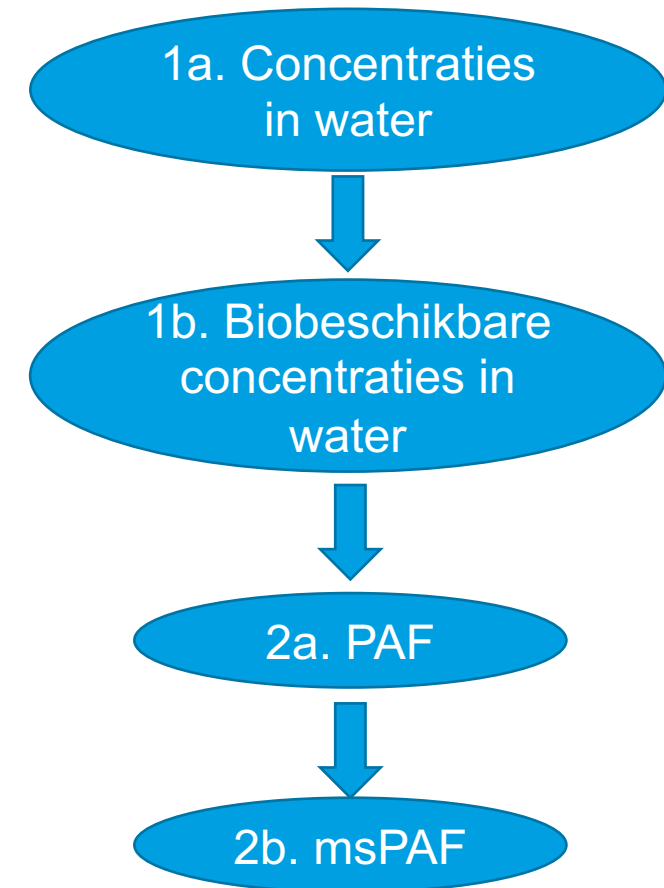 1a. Concentraties
in water
1b. Biobeschikbare
concentraties in
water
2a. PAF
2b. msPAF